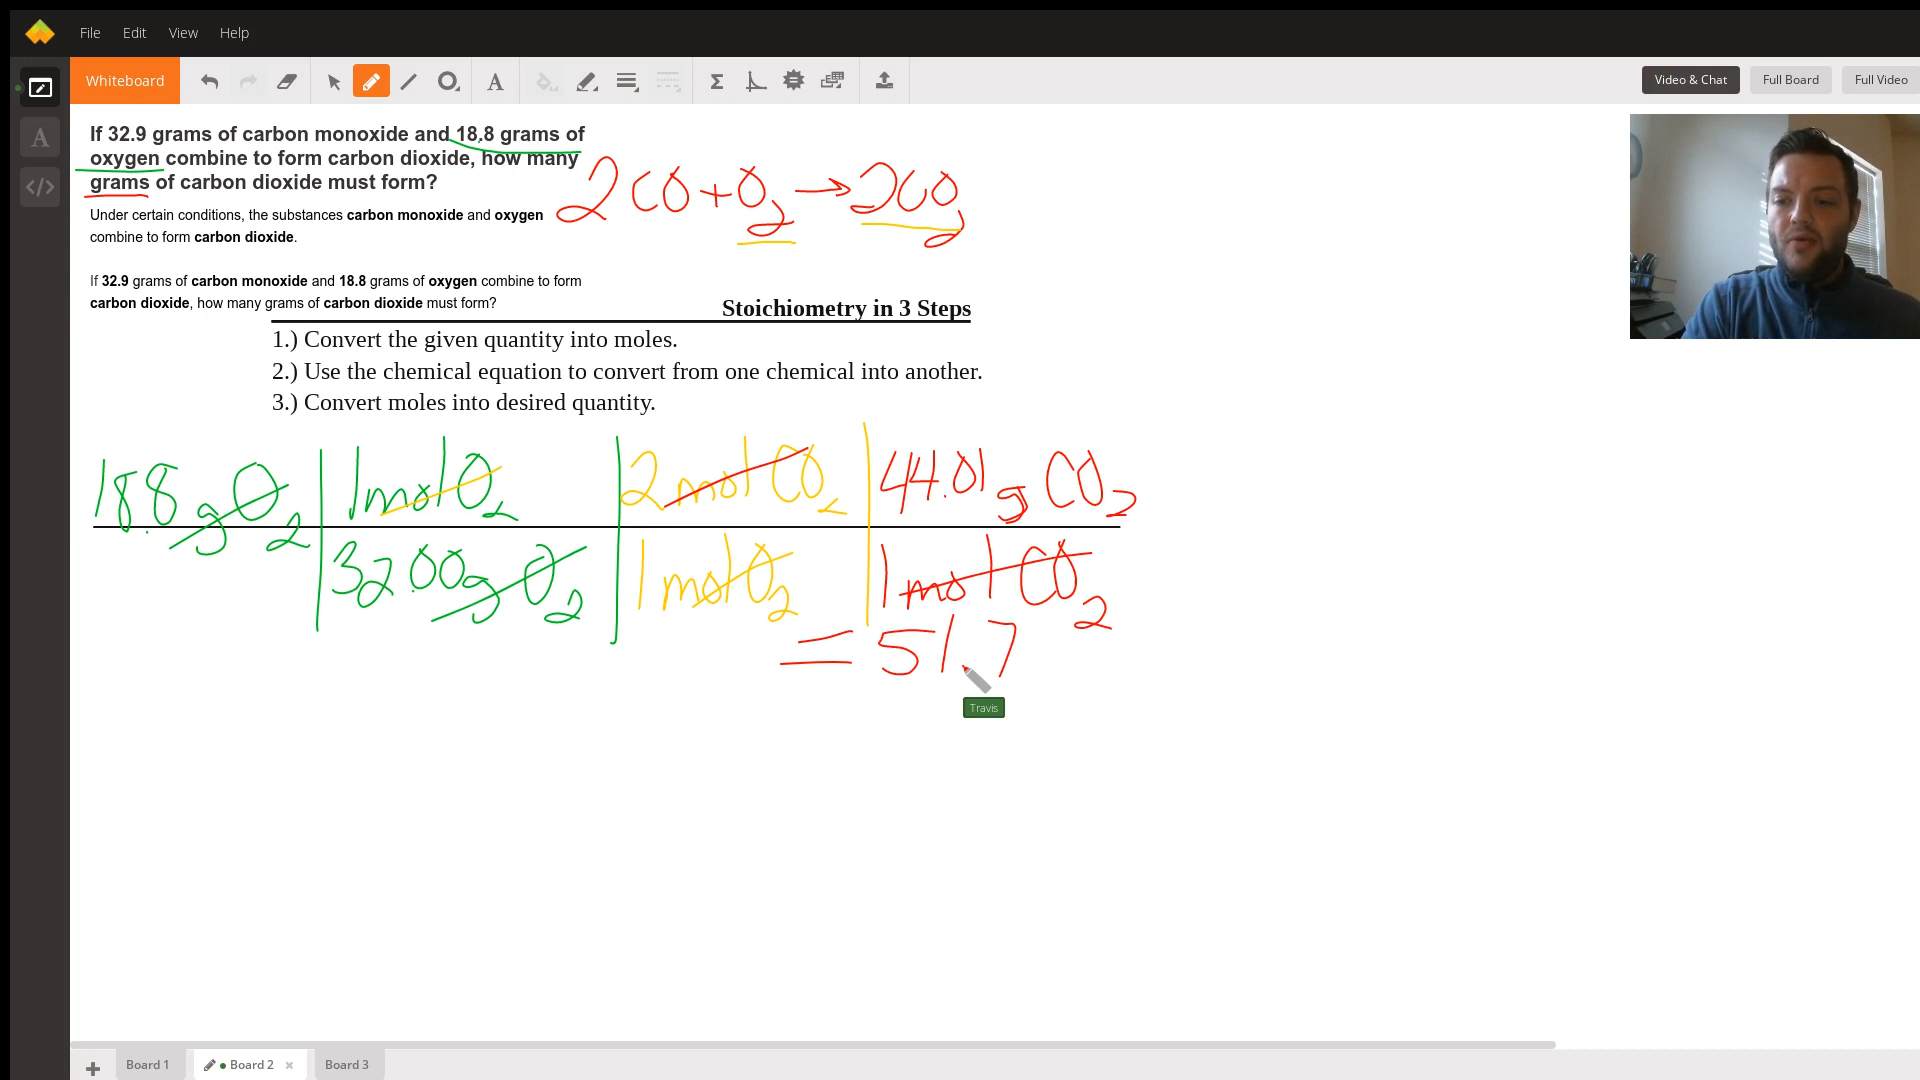 File Edit View Help
Whiteboard A Σ Video & Chat Full Board Full Video
A
</>
If 32.9 grams of carbon monoxide and 18.8 grams of
oxygen combine to form carbon dioxide, how many
grams of carbon dioxide must form?
2CO+O₂→2CO₂
Under certain conditions, the substances carbon monoxide and oxygen
combine to form carbon dioxide.
If 32.9 grams of carbon monoxide and 18.8 grams of oxygen combine to form
carbon dioxide, how many grams of carbon dioxide must form?
Stoichiometry in 3 Steps
1.) Convert the given quantity into moles.
2.) Use the chemical equation to convert from one chemical into another.
3.) Convert moles into desired quantity.
18.8 g O₂ 1 mol O₂ 2 mol CO₂ 44.01 g CO₂
32.00 g O₂ 1 mol O₂ 1 mol CO₂
= 51.7
Travis
+ Board 1 Board 2 × Board 3